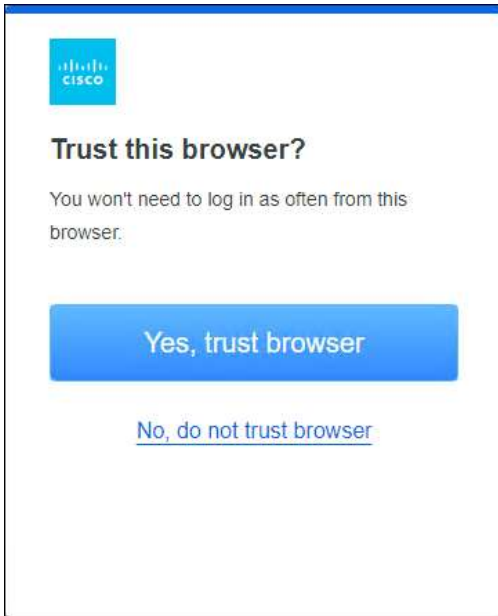 CISCO
Trust this browser?
You won't need to log in as often from this
browser.
Yes, trust browser
No, do not trust browser